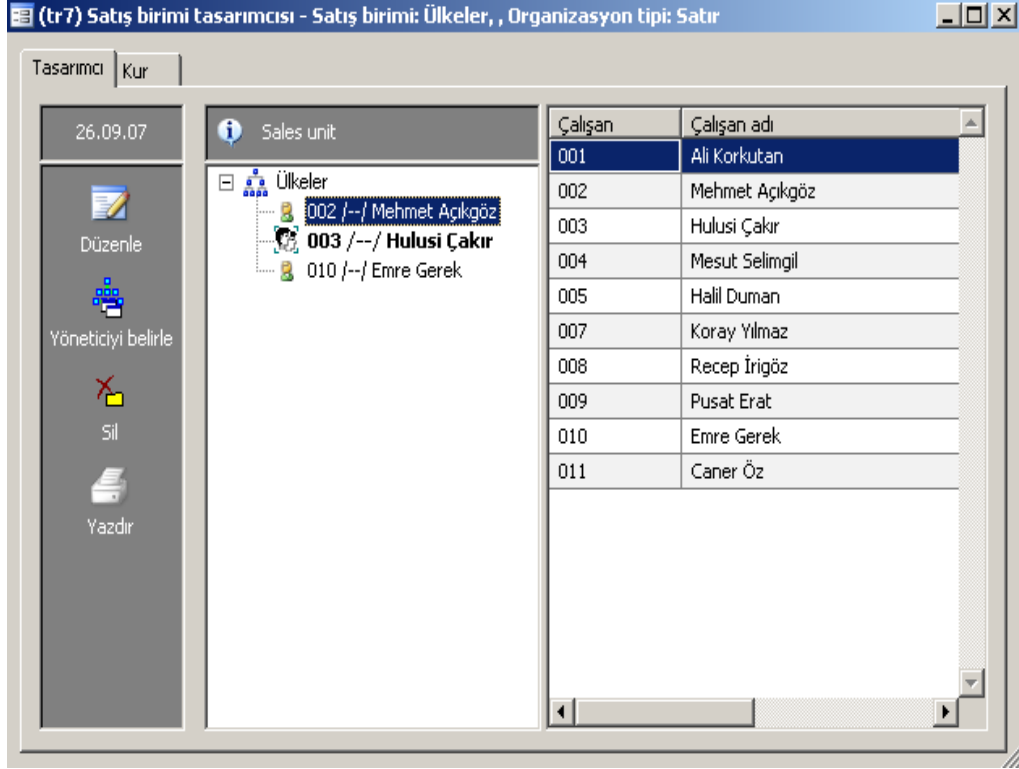 (tr7) Satış birimi tasarımcısı - Satış birimi: Ülkeler, , Organizasyon tipi: Satır
Tasarımcı Kur
26.09.07
Düzenle
Yöneticiyi belirle
Sil
Yazdır
Sales unit
Ülkeler
002 /--/ Mehmet Açıkgöz
003 /--/ Hulusi Çakır
010 /--/ Emre Gerek
Çalışan Çalışan adı
001 Ali Korkutan
002 Mehmet Açıkgöz
003 Hulusi Çakır
004 Mesut Selimgil
005 Halil Duman
007 Koray Yılmaz
008 Recep İrigöz
009 Pusat Erat
010 Emre Gerek
011 Caner Öz